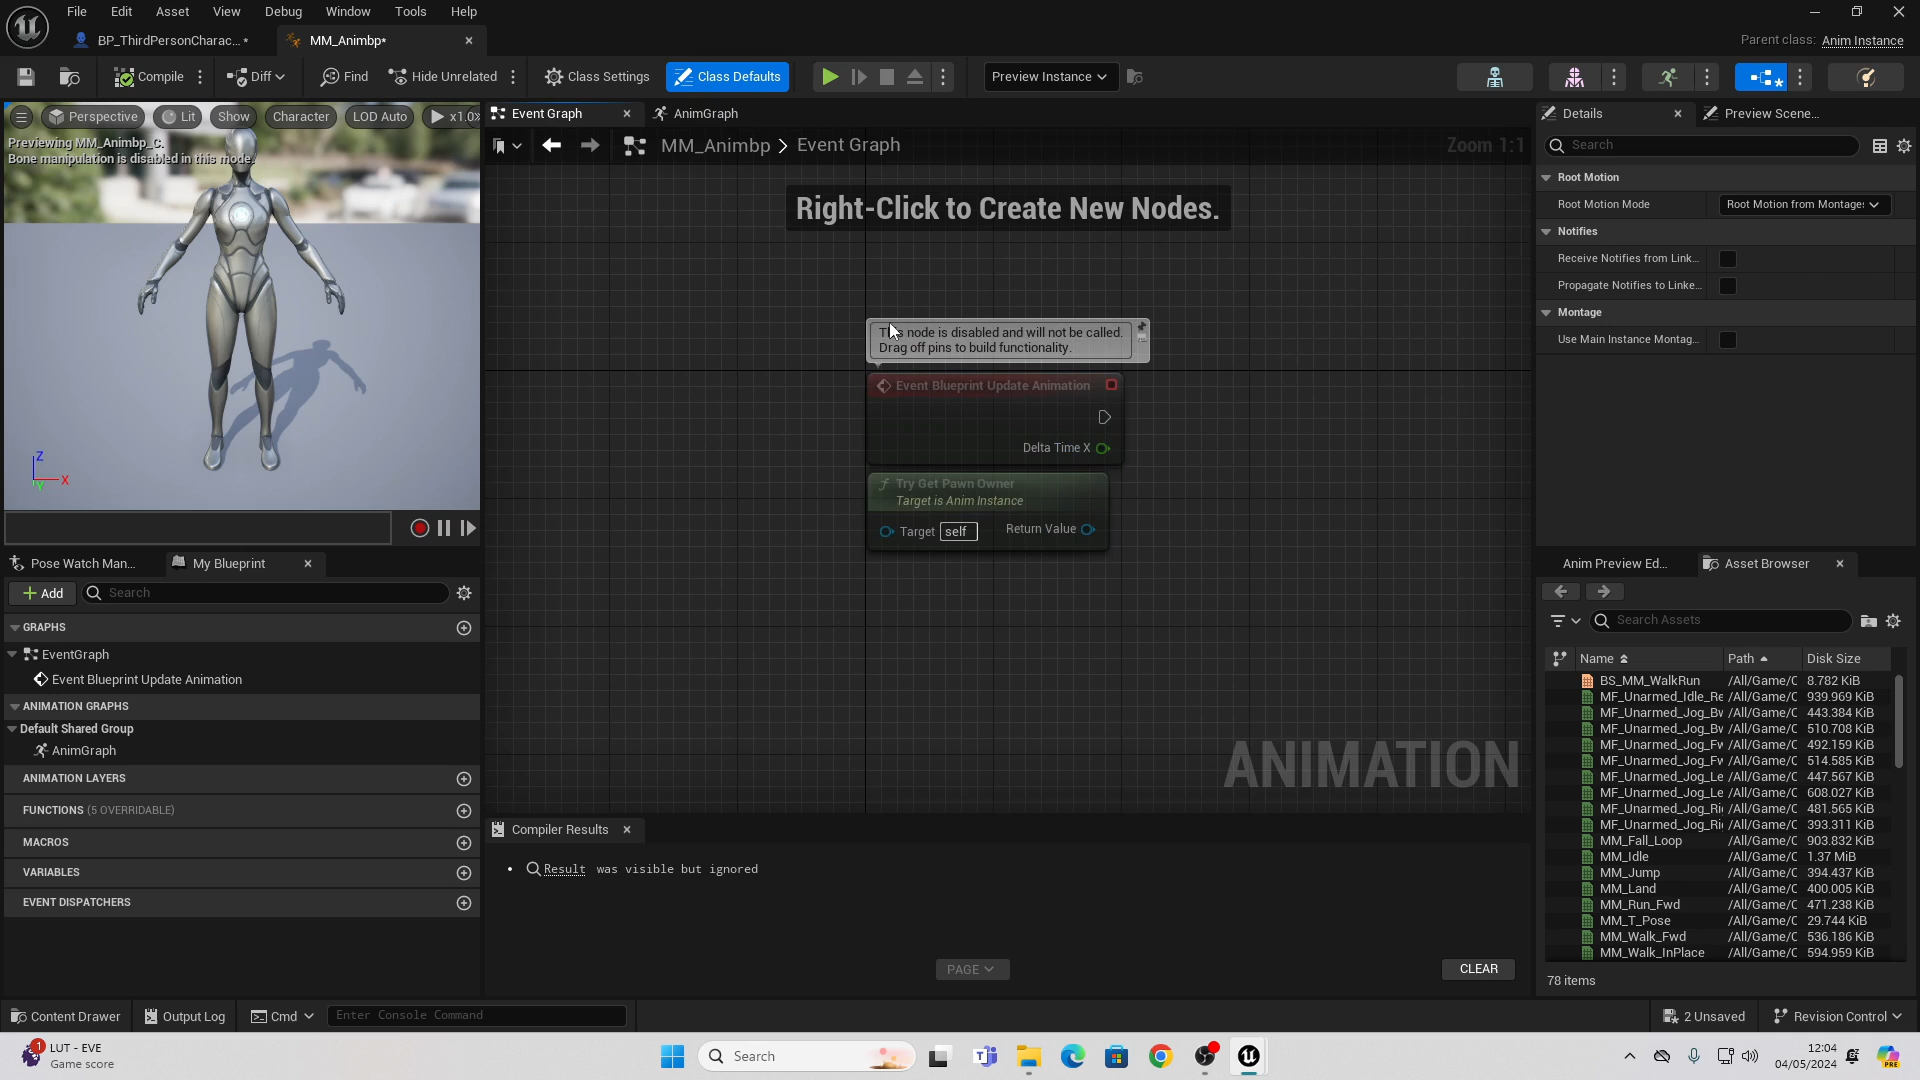 File Edit Asset View Debug Window Tools Help
BP_ThirdPersonCharac... *
MM_Animbp*
Parent class: Anim Instance
Compile
Diff
Find
Hide Unrelated
Class Settings
Class Defaults
Preview Instance
Perspective
Lit
Show
Character
LOD Auto
x1.0
Previewing MM_Animbp_C.
Bone manipulation is disabled in this mode.
Z
X
Y
Event Graph
AnimGraph
MM_Animbp > Event Graph
Zoom 1:1
Right-Click to Create New Nodes.
This node is disabled and will not be called.
Drag off pins to build functionality.
Event Blueprint Update Animation
Delta Time X
f Try Get Pawn Owner
Target is Anim Instance
Target self
Return Value
ANIMATION
Compiler Results
Result was visible but ignored
PAGE
CLEAR
Pose Watch Man...
My Blueprint
Add
Search
GRAPHS
EventGraph
Event Blueprint Update Animation
ANIMATION GRAPHS
Default Shared Group
AnimGraph
ANIMATION LAYERS
FUNCTIONS (5 OVERRIDABLE)
MACROS
VARIABLES
EVENT DISPATCHERS
Details
Preview Scene...
Search
Root Motion
Root Motion Mode
Root Motion from Montage
Notifies
Receive Notifies from Link...
Propagate Notifies to Linke...
Montage
Use Main Instance Montag...
Anim Preview Ed...
Asset Browser
Search Assets
Name Path Disk Size
BS_MM_WalkRun /All/Game/C 8.782 KiB
MF_Unarmed_Idle_Re /All/Game/C 939.969 KiB
MF_Unarmed_Jog_Bw /All/Game/C 443.384 KiB
MF_Unarmed_Jog_Bw /All/Game/C 510.708 KiB
MF_Unarmed_Jog_Fw /All/Game/C 492.159 KiB
MF_Unarmed_Jog_Fw /All/Game/C 514.585 KiB
MF_Unarmed_Jog_Le /All/Game/C 447.567 KiB
MF_Unarmed_Jog_Le /All/Game/C 608.027 KiB
MF_Unarmed_Jog_Ri /All/Game/C 481.565 KiB
MF_Unarmed_Jog_Ri /All/Game/C 393.311 KiB
MM_Fall_Loop /All/Game/C 903.832 KiB
MM_Idle /All/Game/C 1.37 MiB
MM_Jump /All/Game/C 394.437 KiB
MM_Land /All/Game/C 400.005 KiB
MM_Run_Fwd /All/Game/C 471.238 KiB
MM_T_Pose /All/Game/C 29.744 KiB
MM_Walk_Fwd /All/Game/C 536.186 KiB
MM_Walk_InPlace /All/Game/C 594.959 KiB
78 items
Content Drawer
Output Log
Cmd
Enter Console Command
2 Unsaved
Revision Control
1
LUT - EVE
Game score
Search
12:04
04/05/2024
PRE